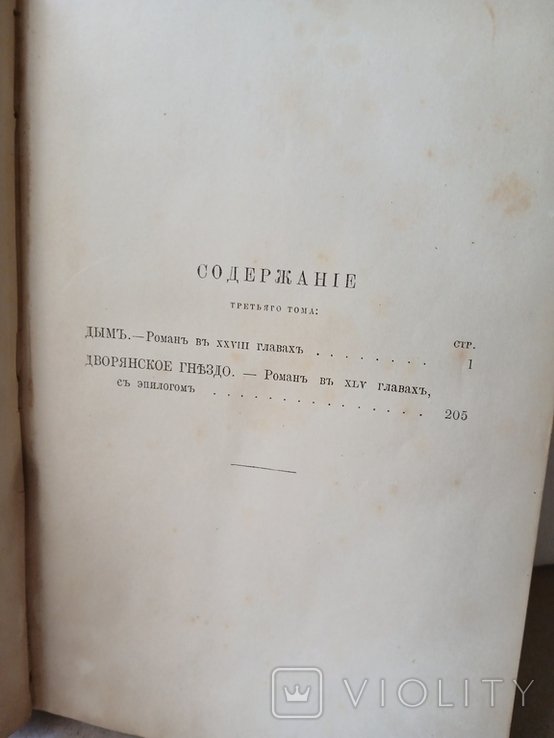 СОДЕРЖАНІЕ
ТРЕТЬЯГО ТОМА:
СТР.
ДЫМЪ.—Романъ въ XXVIII главахъ . . . . . . . . 1
ДВОРЯНСКОЕ ГНѢЗДО. — Романъ въ XLV главахъ,
съ эпилогомъ . . . . . . . . . . . . . . . 205
VIOLITY